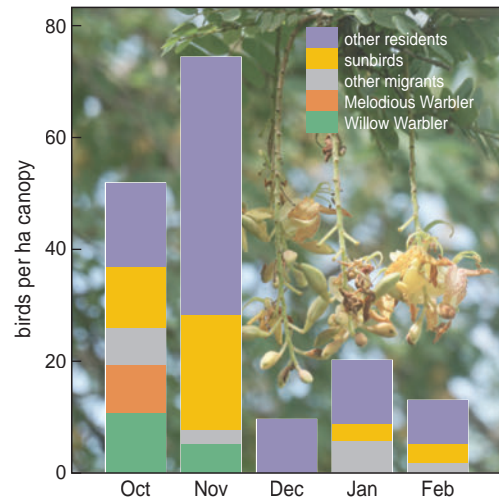 80
60
40
20
0
birds per ha canopy
other residents
sunbirds
other migrants
Melodious Warbler
Willow Warbler
Oct Nov Dec Jan Feb